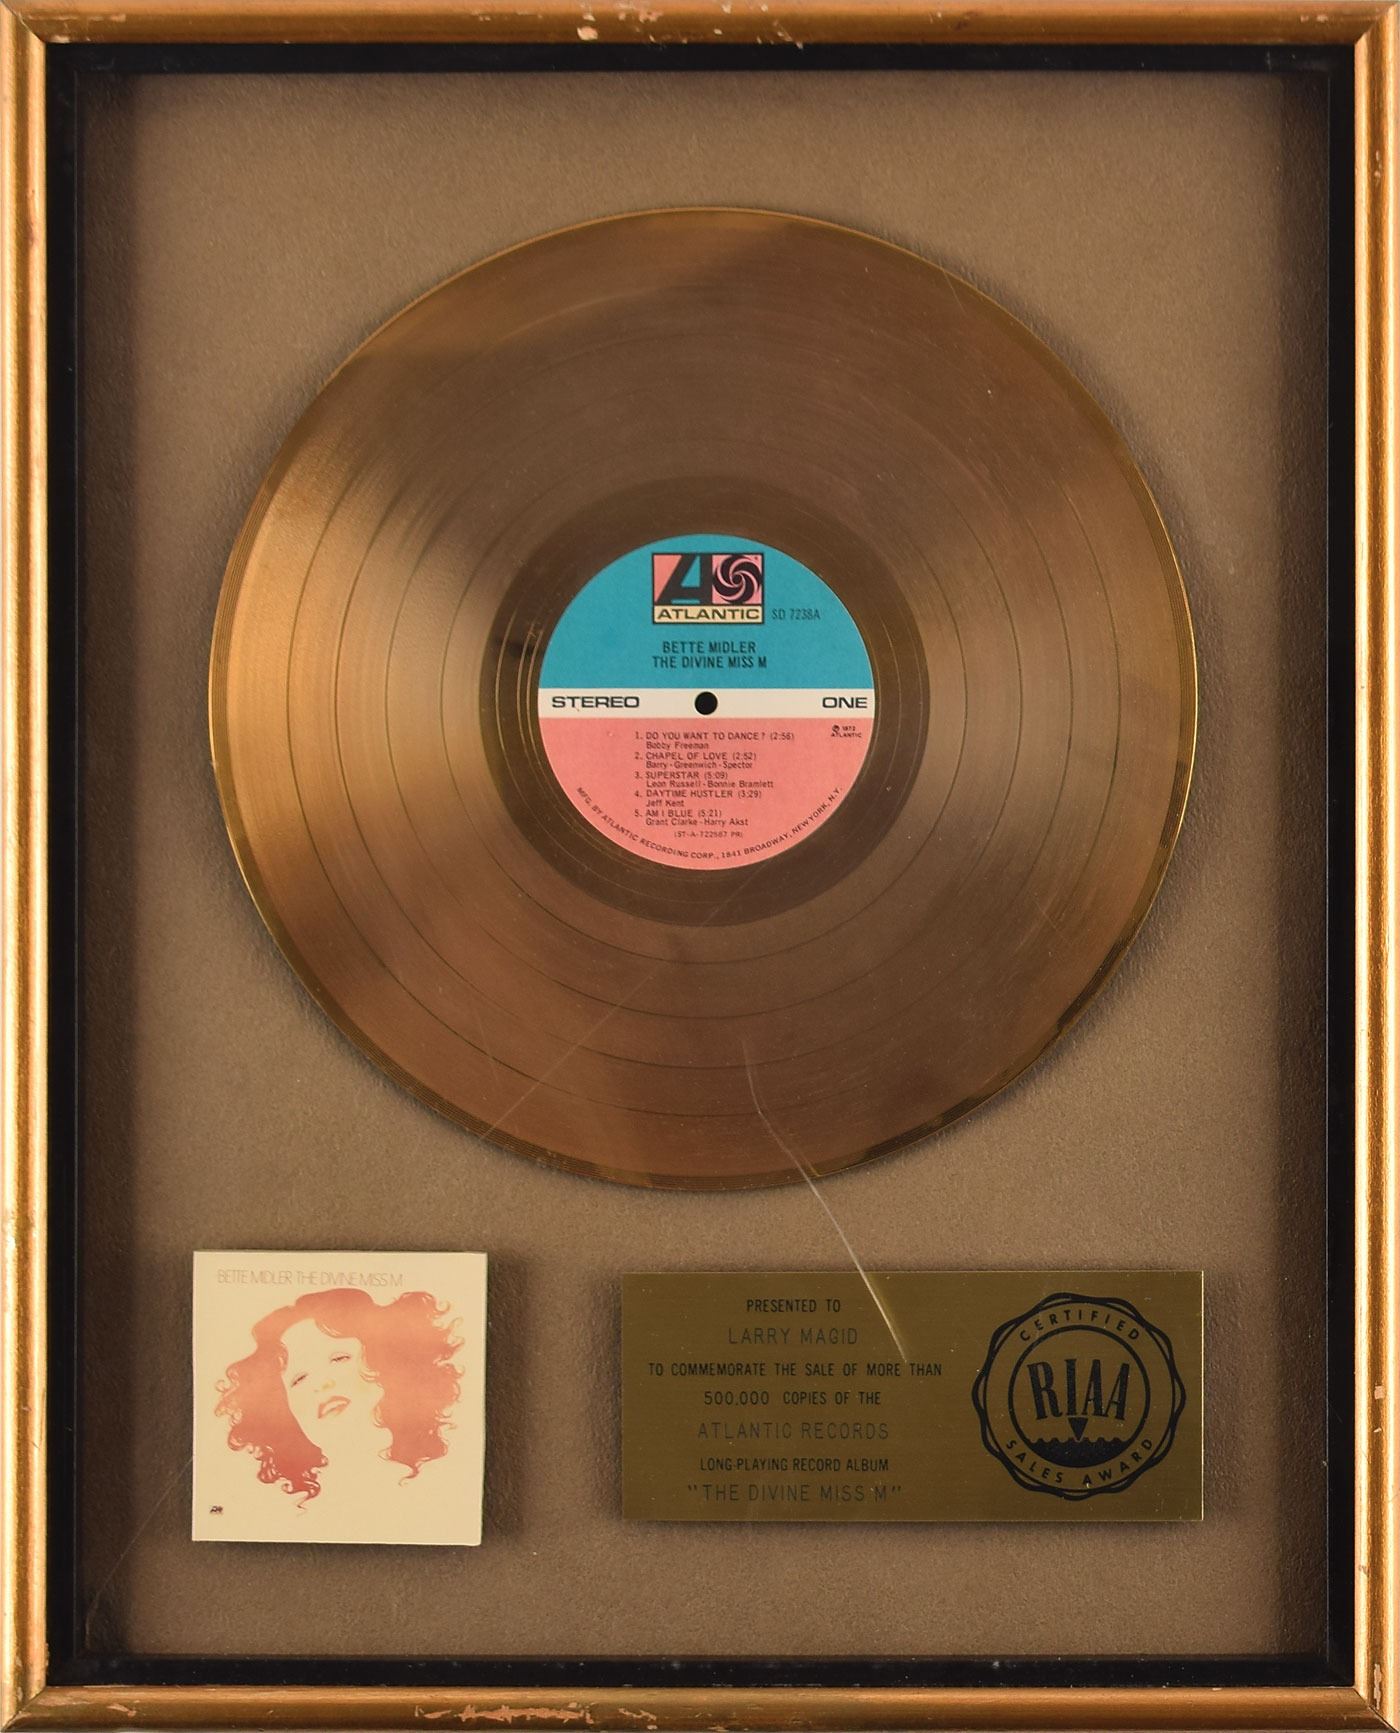 ATLANTIC SD 7238A
BETTE MIDLER
THE DIVINE MISS M
STEREO ONE
℗ 1972
ATLANTIC
1. DO YOU WANT TO DANCE? (2:56)
Bobby Freeman
2. CHAPEL OF LOVE (2:52)
Barry-Greenwich-Spector
3. SUPERSTAR (5:09)
Leon Russell-Bonnie Bramlett
4. DAYTIME HUSTLER (3:29)
Jeff Kent
5. AM I BLUE (5:21)
Grant Clarke-Harry Akst
(ST-A-722567 PR)
MFG. BY ATLANTIC RECORDING CORP., 1841 BROADWAY, NEW YORK, N.Y.
BETTE MIDLER THE DIVINE MISS M
PRESENTED TO
LARRY MAGID
TO COMMEMORATE THE SALE OF MORE THAN
500,000 COPIES OF THE
ATLANTIC RECORDS
LONG-PLAYING RECORD ALBUM
"THE DIVINE MISS M"
CERTIFIED
RIAA
SALES AWARD